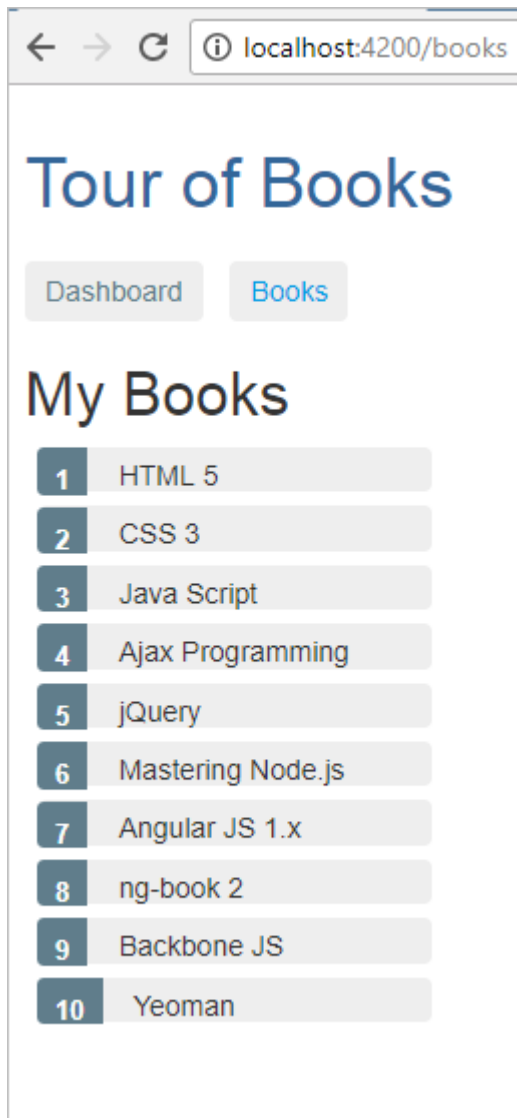 localhost:4200/books
Tour of Books
Dashboard Books
My Books
1 HTML 5
2 CSS 3
3 Java Script
4 Ajax Programming
5 jQuery
6 Mastering Node.js
7 Angular JS 1.x
8 ng-book 2
9 Backbone JS
10 Yeoman